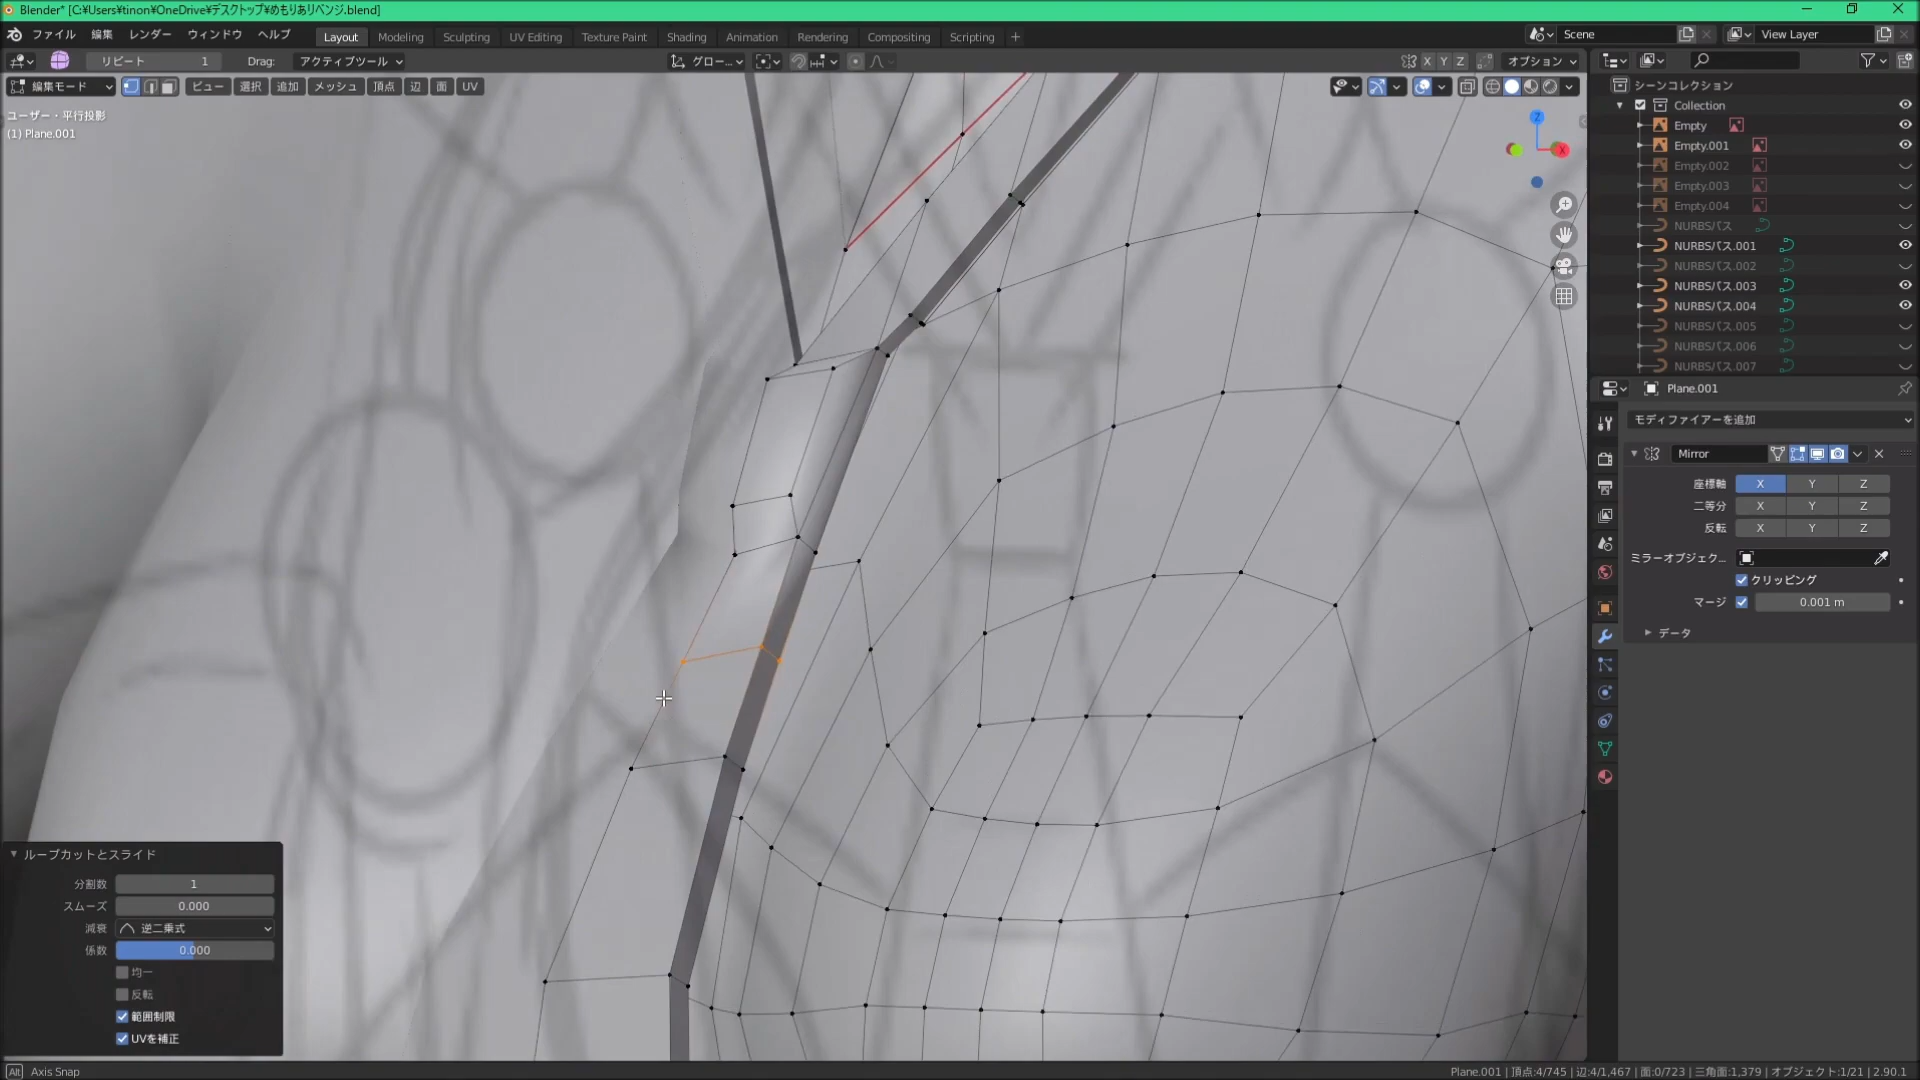 Blender* [C:¥Users¥tinon¥OneDrive¥デスクトップ¥めもりありベンジ.blend]
ファイル 編集 レンダー ウィンドウ ヘルプ Layout Modeling Sculpting UV Editing Texture Paint Shading Animation Rendering Compositing Scripting + Scene View Layer
リピート 1 Drag: アクティブツール グロー... X Y Z オプション
編集モード ビュー 選択 追加 メッシュ 頂点 辺 面 UV
ユーザー・平行投影
(1) Plane.001
Z
X
シーンコレクション
Collection
Empty
Empty.001
Empty.002
Empty.003
Empty.004
NURBSパス
NURBSパス.001
NURBSパス.002
NURBSパス.003
NURBSパス.004
NURBSパス.005
NURBSパス.006
NURBSパス.007
Plane.001
モディファイアーを追加
Mirror
座標軸 X Y Z
二等分 X Y Z
反転 X Y Z
ミラーオブジェク...
クリッピング
マージ 0.001 m
データ
ループカットとスライド
分割数 1
スムーズ 0.000
減衰 逆二乗式
係数 0.000
均一
反転
範囲制限
UVを補正
Alt Axis Snap
Plane.001 | 頂点:4/745 | 辺:4/1,467 | 面:0/723 | 三角面:1,379 | オブジェクト:1/21 | 2.90.1